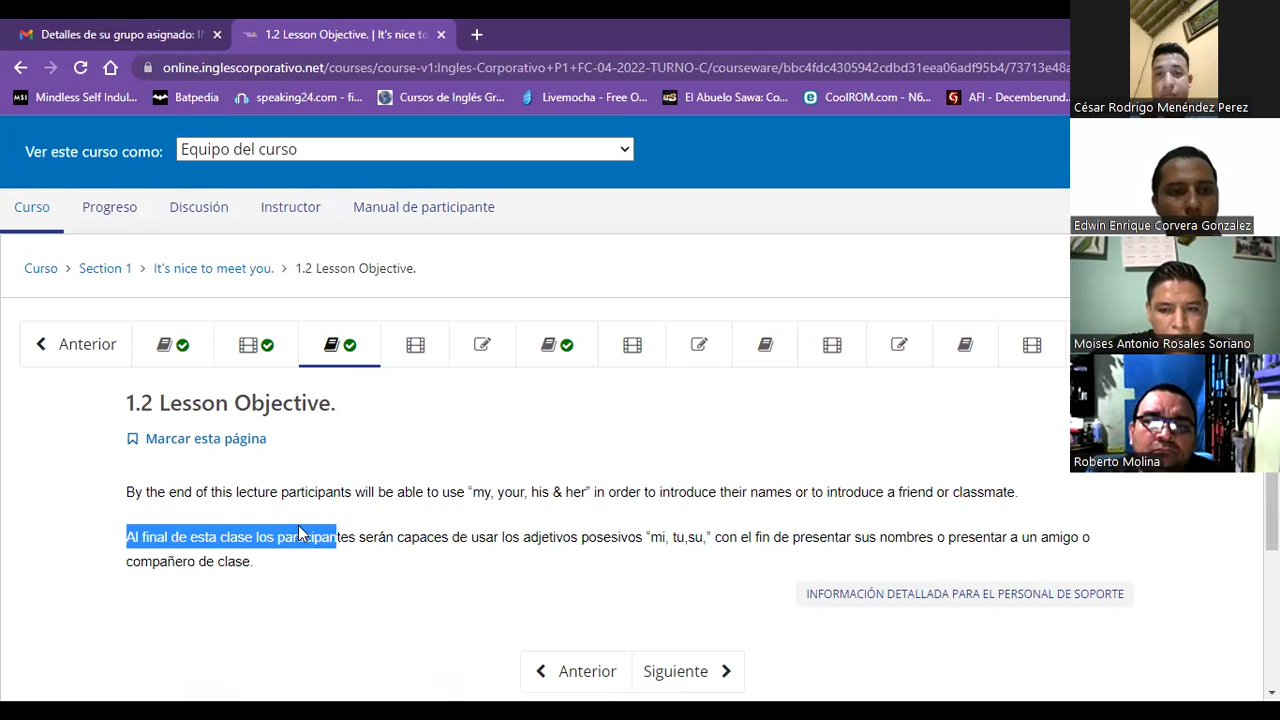 Detalles de su grupo asignado: I
1.2 Lesson Objective. | It's nice to
online.inglescorporativo.net/courses/course-v1:Ingles-Corporativo+P1+FC-04-2022-TURNO-C/courseware/bbc4fdc4305942cdbd31eea06adf95b4/73713e48a
Mindless Self Indul...
Batpedia
speaking24.com - fi...
Cursos de Inglés Gr...
Livemocha - Free O...
El Abuelo Sawa: Co...
CoolROM.com - N6...
AFI - Decemberund...
Ver este curso como:
Equipo del curso
Curso
Progreso
Discusión
Instructor
Manual de participante
Curso > Section 1 > It's nice to meet you. > 1.2 Lesson Objective.
Anterior
1.2 Lesson Objective.
Marcar esta página
By the end of this lecture participants will be able to use “my, your, his & her” in order to introduce their names or to introduce a friend or classmate.
Al final de esta clase los participantes serán capaces de usar los adjetivos posesivos “mi, tu,su,” con el fin de presentar sus nombres o presentar a un amigo o
compañero de clase.
INFORMACIÓN DETALLADA PARA EL PERSONAL DE SOPORTE
Anterior
Siguiente
César Rodrigo Menéndez Perez
Edwin Enrique Corvera Gonzalez
Moises Antonio Rosales Soriano
Roberto Molina